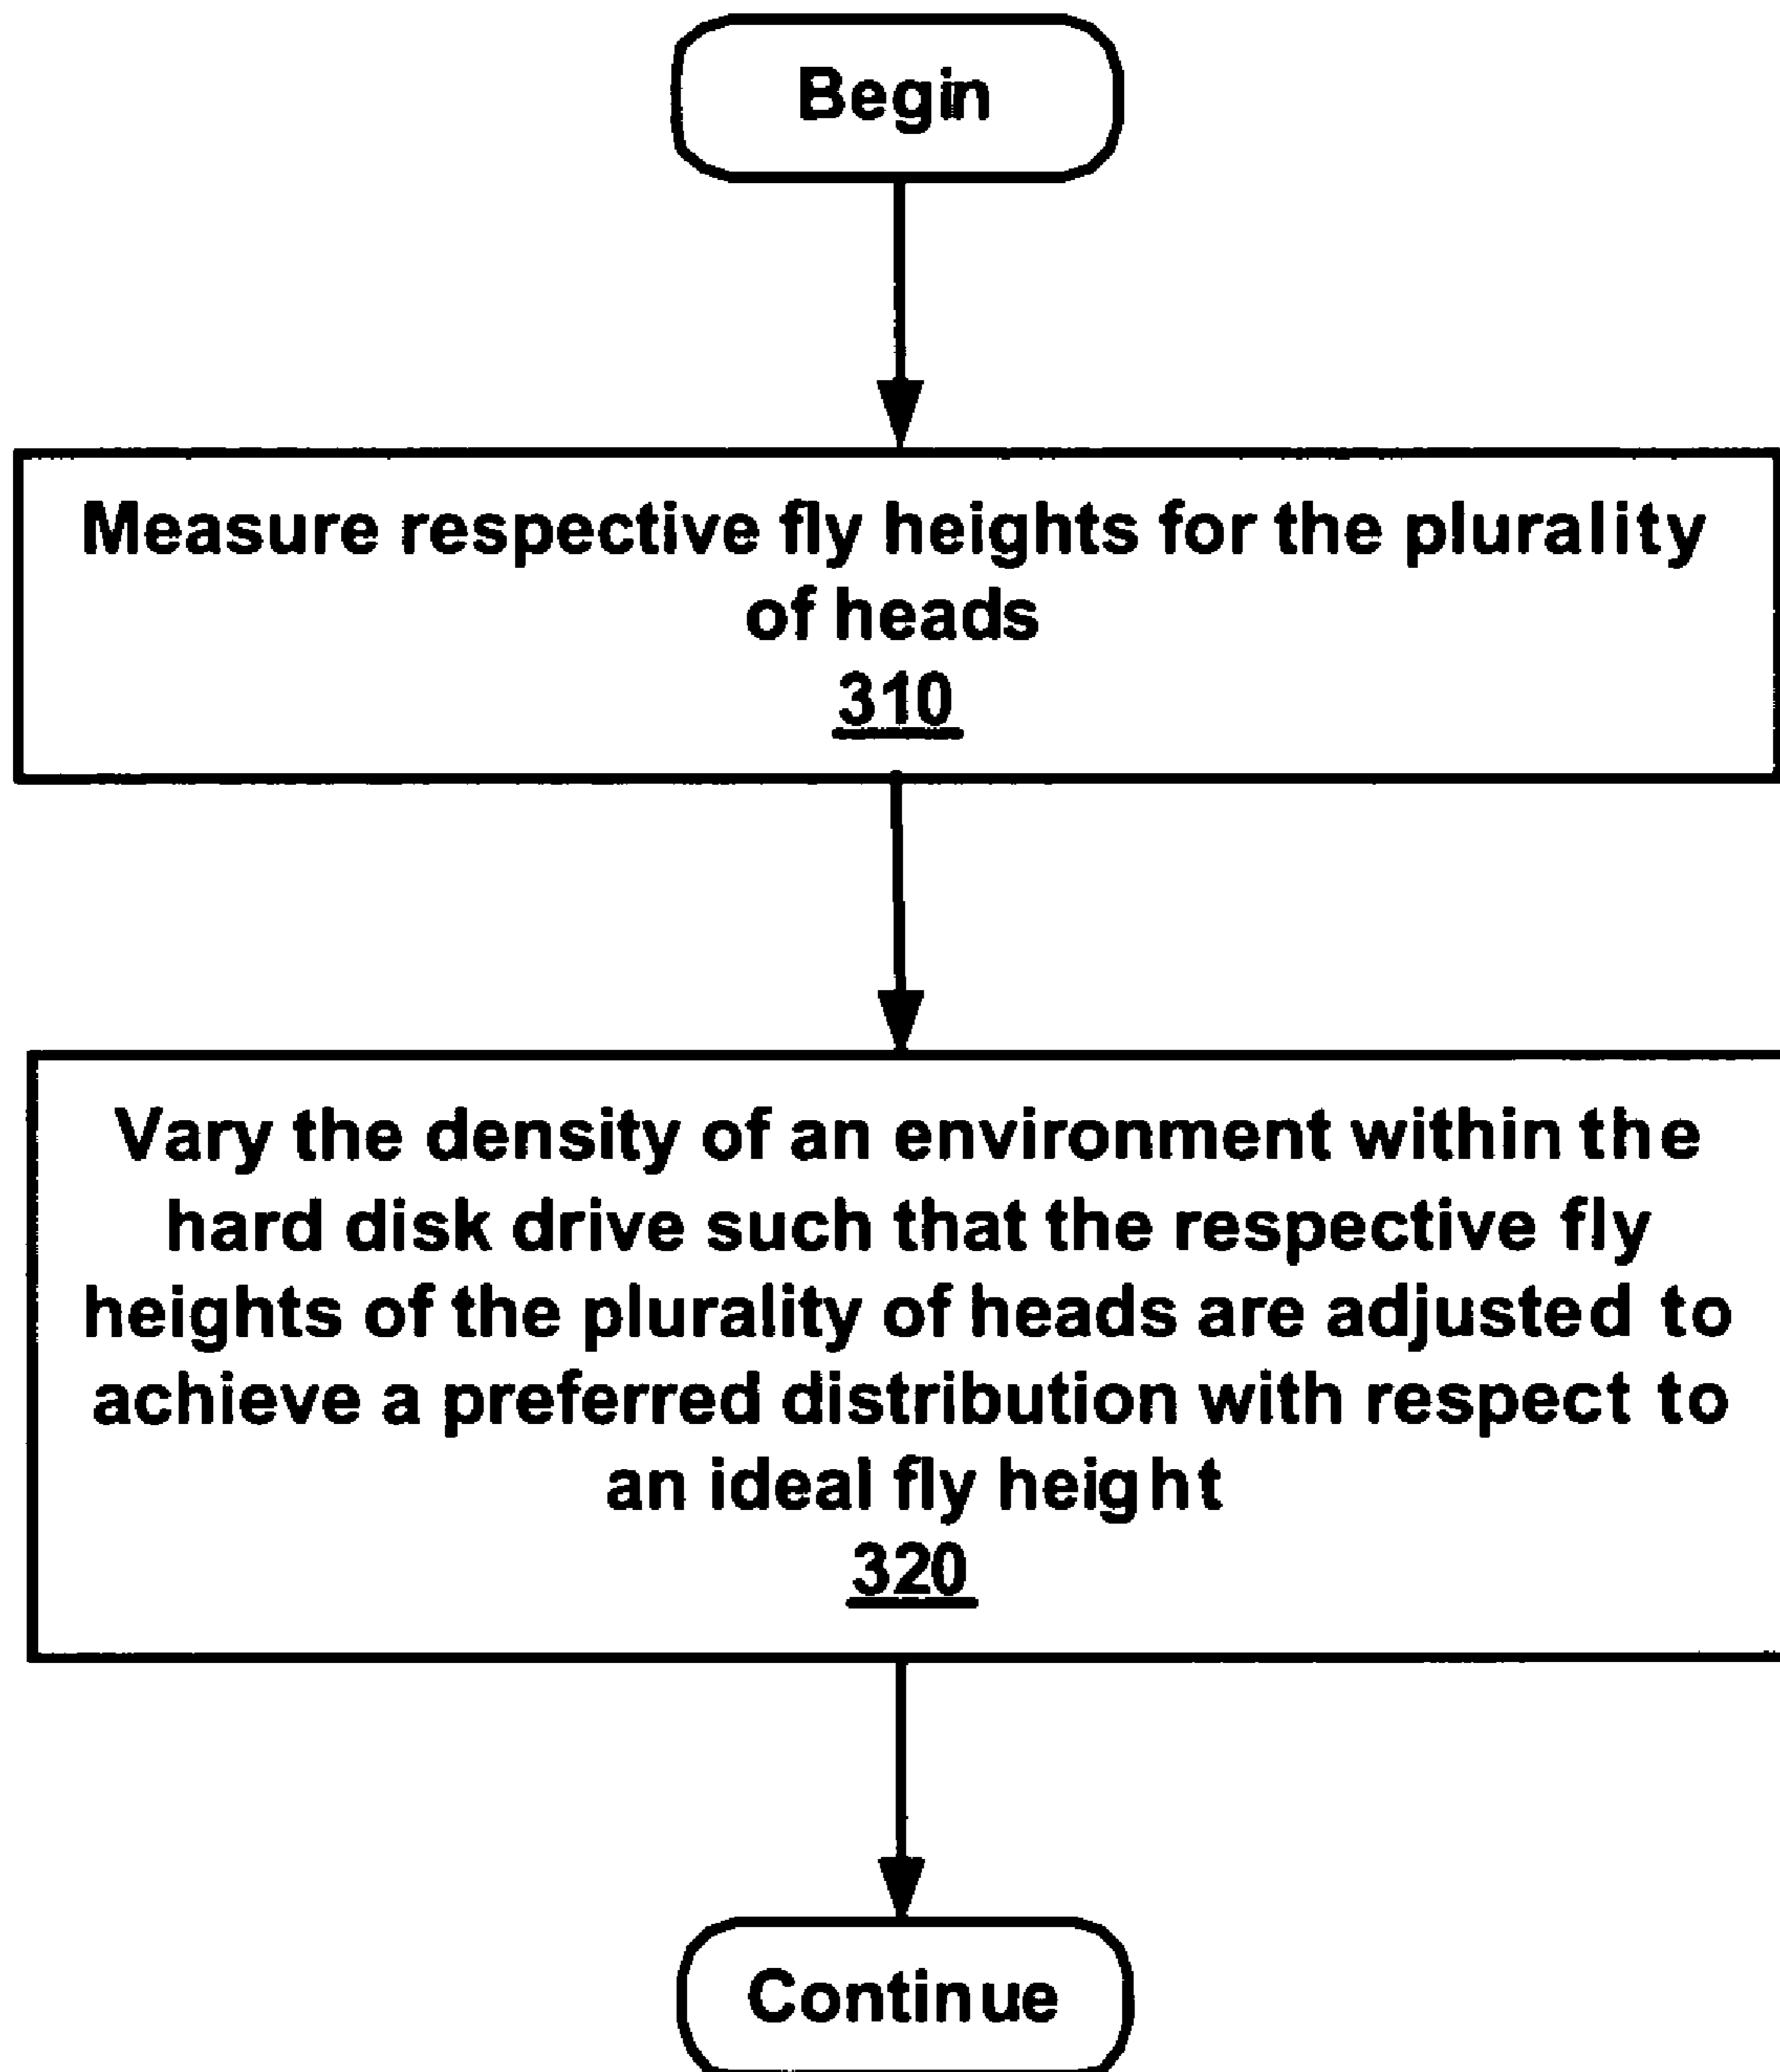 Begin
Measure respective fly heights for the plurality
of heads
310
Vary the density of an environment within the
hard disk drive such that the respective fly
heights of the plurality of heads are adjusted to
achieve a preferred distribution with respect to
an ideal fly height
320
Continue